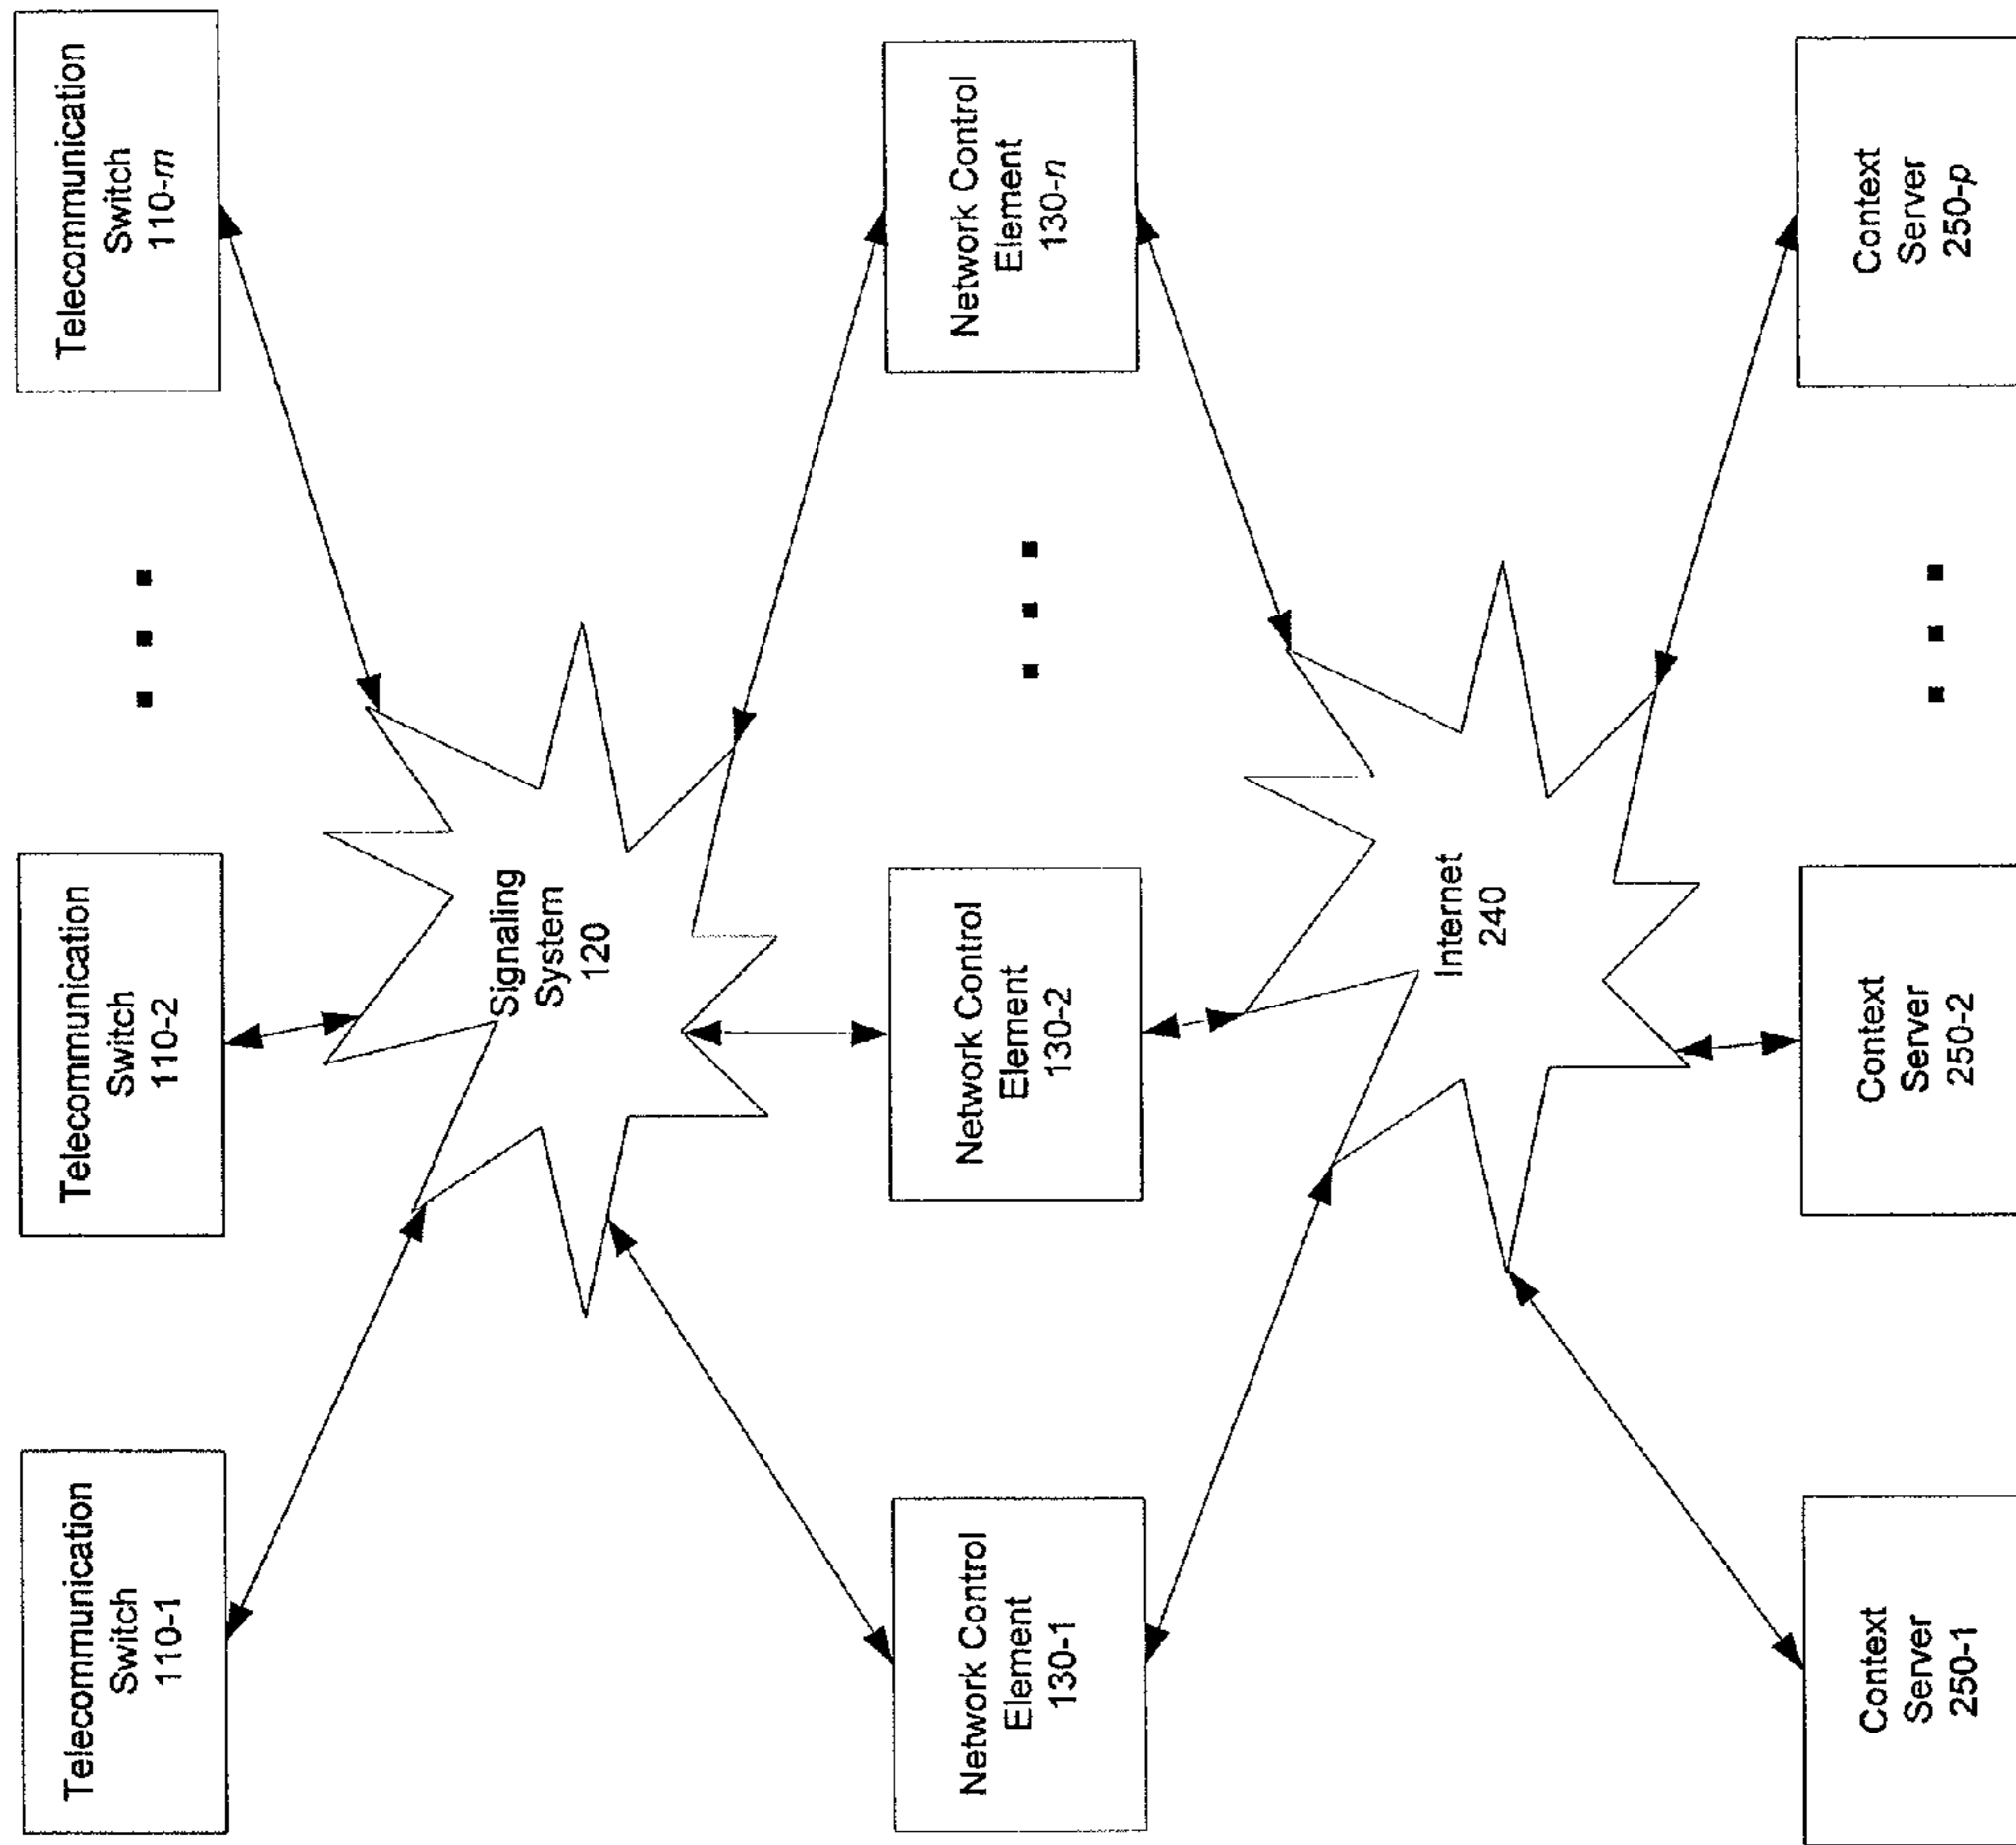 Telecommunication
Switch
110-1
Telecommunication
Switch
110-2
Telecommunication
Switch
110-m
Signaling
System
120
Network Control
Element
130-1
Network Control
Element
130-2
Network Control
Element
130-n
Internet
240
Context
Server
250-1
Context
Server
250-2
Context
Server
250-p